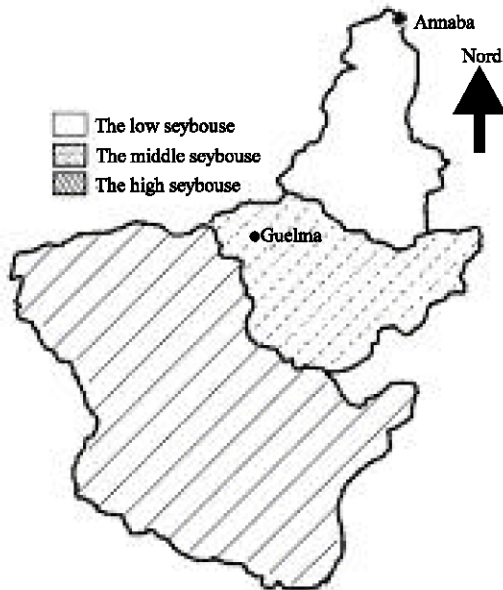 Annaba
Nord
The low seybouse
The middle seybouse
The high seybouse
Guelma